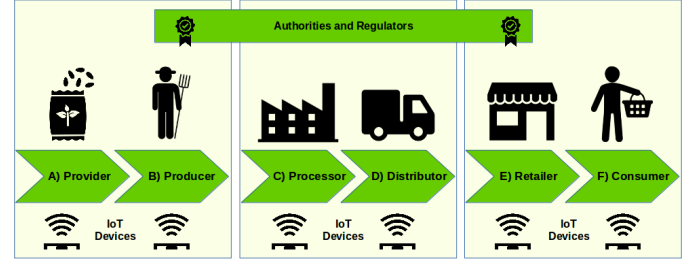 Authorities and Regulators
A) Provider
B) Producer
C) Processor
D) Distributor
E) Retailer
F) Consumer
IoT
Devices
IoT
Devices
IoT
Devices